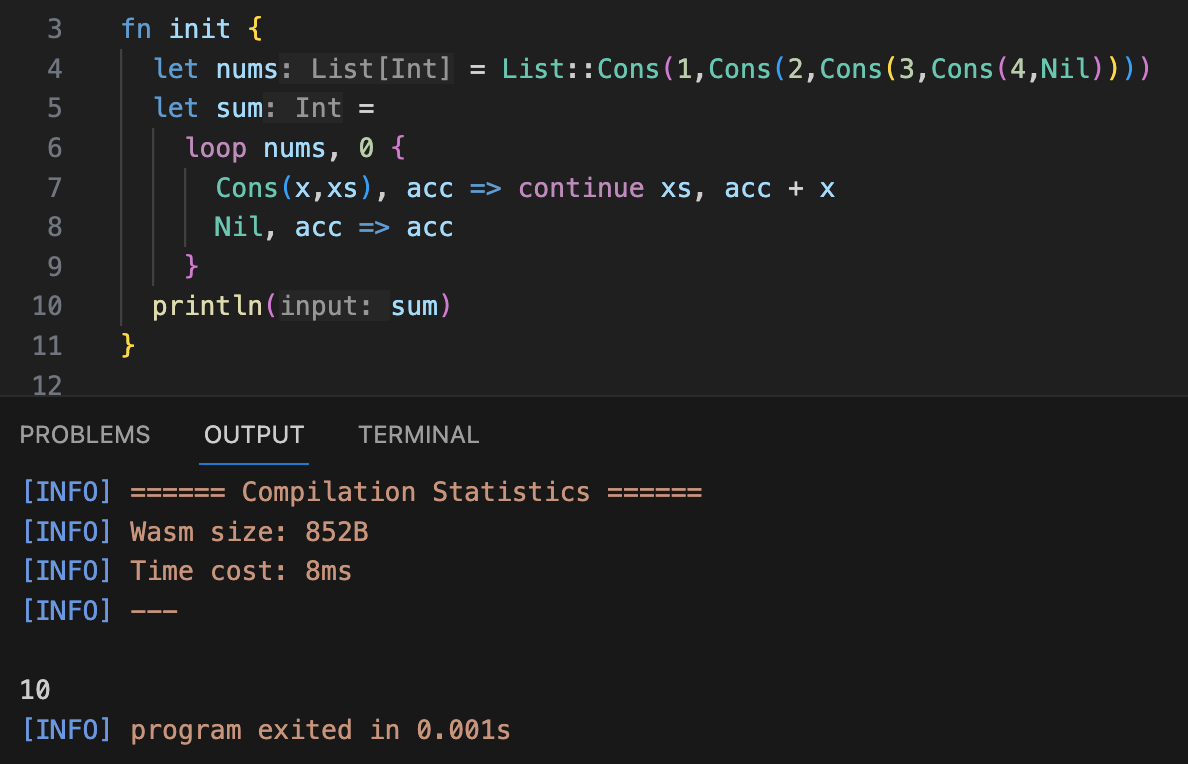 3 fn init {
4 let nums: List[Int] = List::Cons(1,Cons(2,Cons(3,Cons(4,Nil))))
5 let sum: Int =
6 loop nums, 0 {
7 Cons(x,xs), acc => continue xs, acc + x
8 Nil, acc => acc
9 }
10 println(input: sum)
11 }
12
PROBLEMS OUTPUT TERMINAL
[INFO] ====== Compilation Statistics ======
[INFO] Wasm size: 852B
[INFO] Time cost: 8ms
[INFO] ---
10
[INFO] program exited in 0.001s